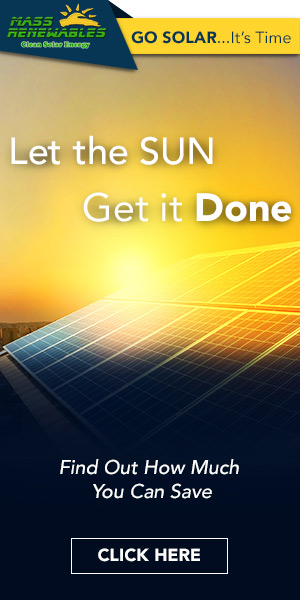 MASS
RENEWABLES
Clean Solar Energy
GO SOLAR...It's Time
Let the SUN
Get it Done
Find Out How Much
You Can Save
CLICK HERE